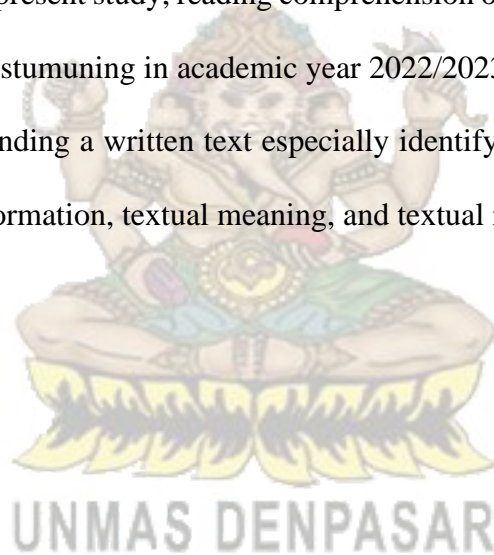 present study, reading comprehension o
stumuning in academic year 2022/2023
nding a written text especially identify
ormation, textual meaning, and textual
UNMAS DENPASAR